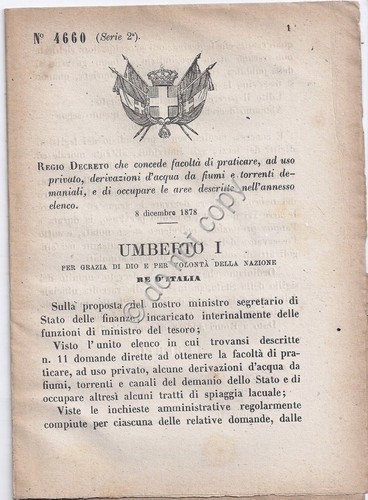 1
N° 4660 (Serie 2ª).
REGIO DECRETO che concede facoltà di praticare, ad uso
privato, derivazioni d'acqua da fiumi e torrenti de-
maniali, e di occupare le aree descritte nell'annesso
elenco.
8 dicembre 1878
UMBERTO I
PER GRAZIA DI DIO E PER VOLONTÀ DELLA NAZIONE
RE D'ITALIA
Sulla proposta del nostro ministro segretario di
Stato delle finanze, incaricato interinalmente delle
funzioni di ministro del tesoro;
Visto l'unito elenco in cui trovansi descritte
n. 11 domande dirette ad ottenere la facoltà di pra-
ticare, ad uso privato, alcune derivazioni d'acqua da
fiumi, torrenti e canali del demanio dello Stato e di
occupare altresì alcuni tratti di spiaggia lacuale;
Viste le inchieste amministrative regolarmente
compiute per ciascuna delle relative domande, dalle
do not copy